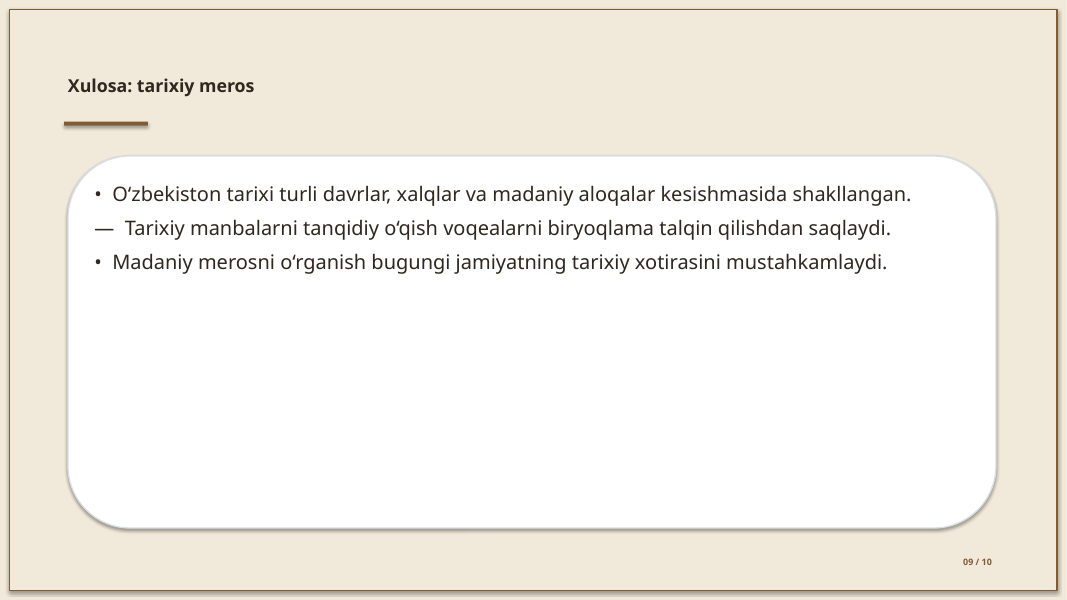 Xulosa: tarixiy meros
• O‘zbekiston tarixi turli davrlar, xalqlar va madaniy aloqalar kesishmasida shakllangan.
— Tarixiy manbalarni tanqidiy o‘qish voqealarni biryoqlama talqin qilishdan saqlaydi.
• Madaniy merosni o‘rganish bugungi jamiyatning tarixiy xotirasini mustahkamlaydi.
09 / 10